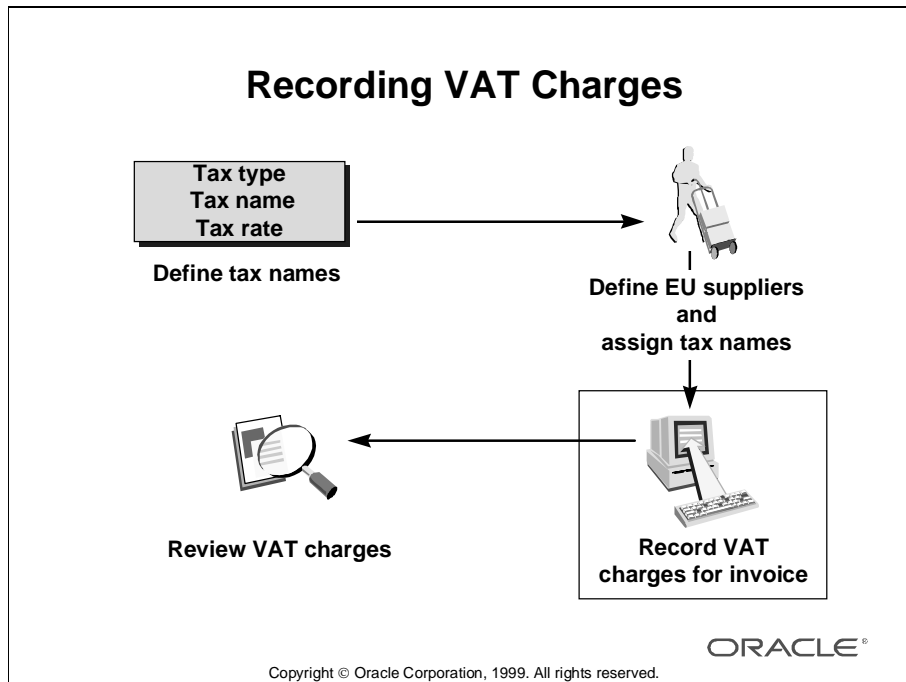 Recording VAT Charges
Tax type
Tax name
Tax rate
Define tax names
Define EU suppliers
and
assign tax names
Review VAT charges
Record VAT
charges for invoice
ORACLE®
Copyright © Oracle Corporation, 1999. All rights reserved.